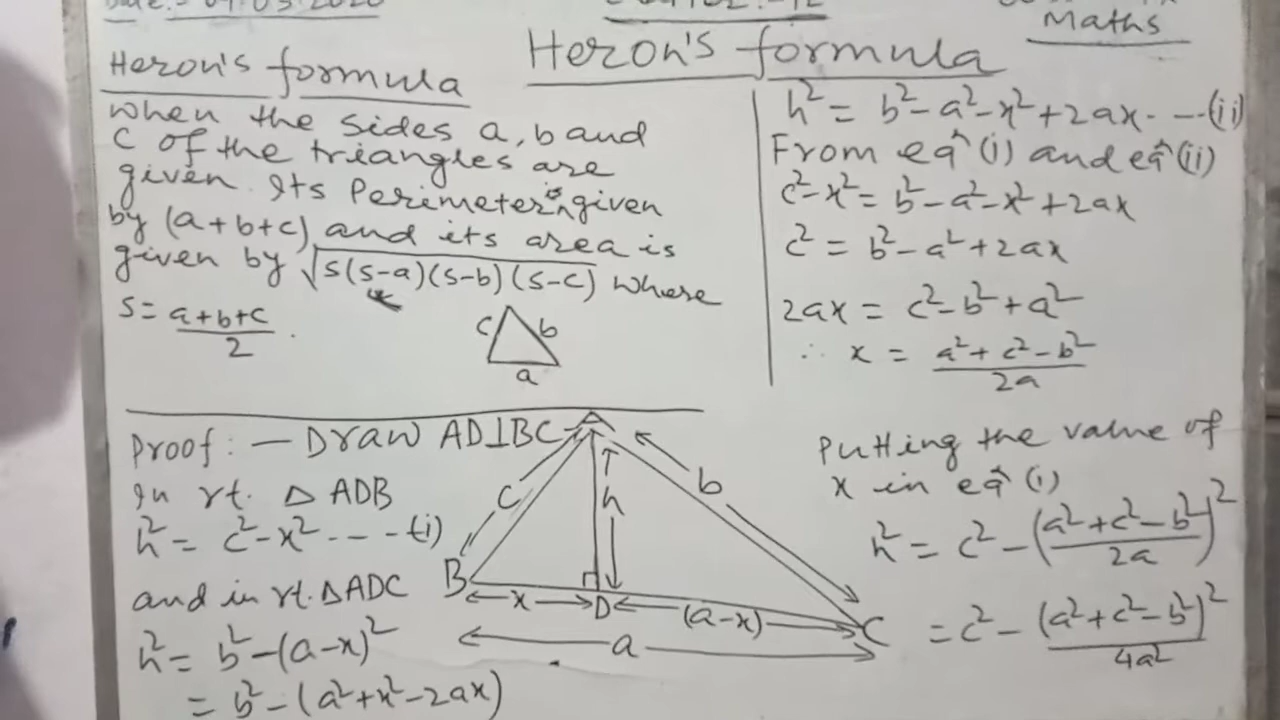 Maths
Heron's formula
Heron's formula
When the sides a, b and
c of the triangles are
given. Its Perimeter is given
by (a+b+c) and its area is
given by √s(s-a)(s-b)(s-c) where
s = a+b+c
2
c b
a
Proof: — Draw AD⊥BC
In rt. △ ADB
h² = c²-x² ---- (i)
and in rt. △ADC
h² = b²-(a-x)²
= b²-(a²+x²-2ax)
A
c h b
B x D (a-x) C
a
h² = b²-a²-x²+2ax - --- (ii)
From eq^n (i) and eq^n (ii)
c²-x² = b²-a²-x²+2ax
c² = b²-a²+2ax
2ax = c²-b²+a²
∴ x = a²+c²-b²
2a
Putting the value of
x in eq^n (i)
h² = c² - (a²+c²-b²)²
2a
= c² - (a²+c²-b²)²
4a²